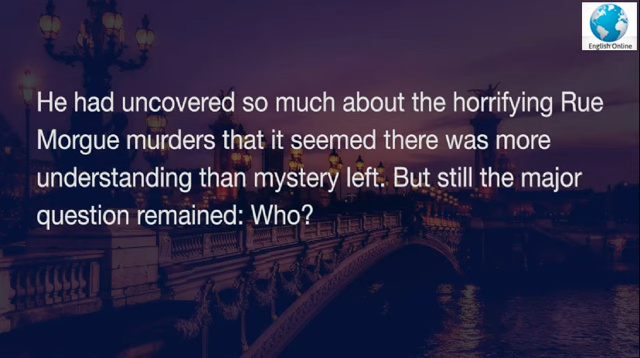 English Online
He had uncovered so much about the horrifying Rue
Morgue murders that it seemed there was more
understanding than mystery left. But still the major
question remained: Who?